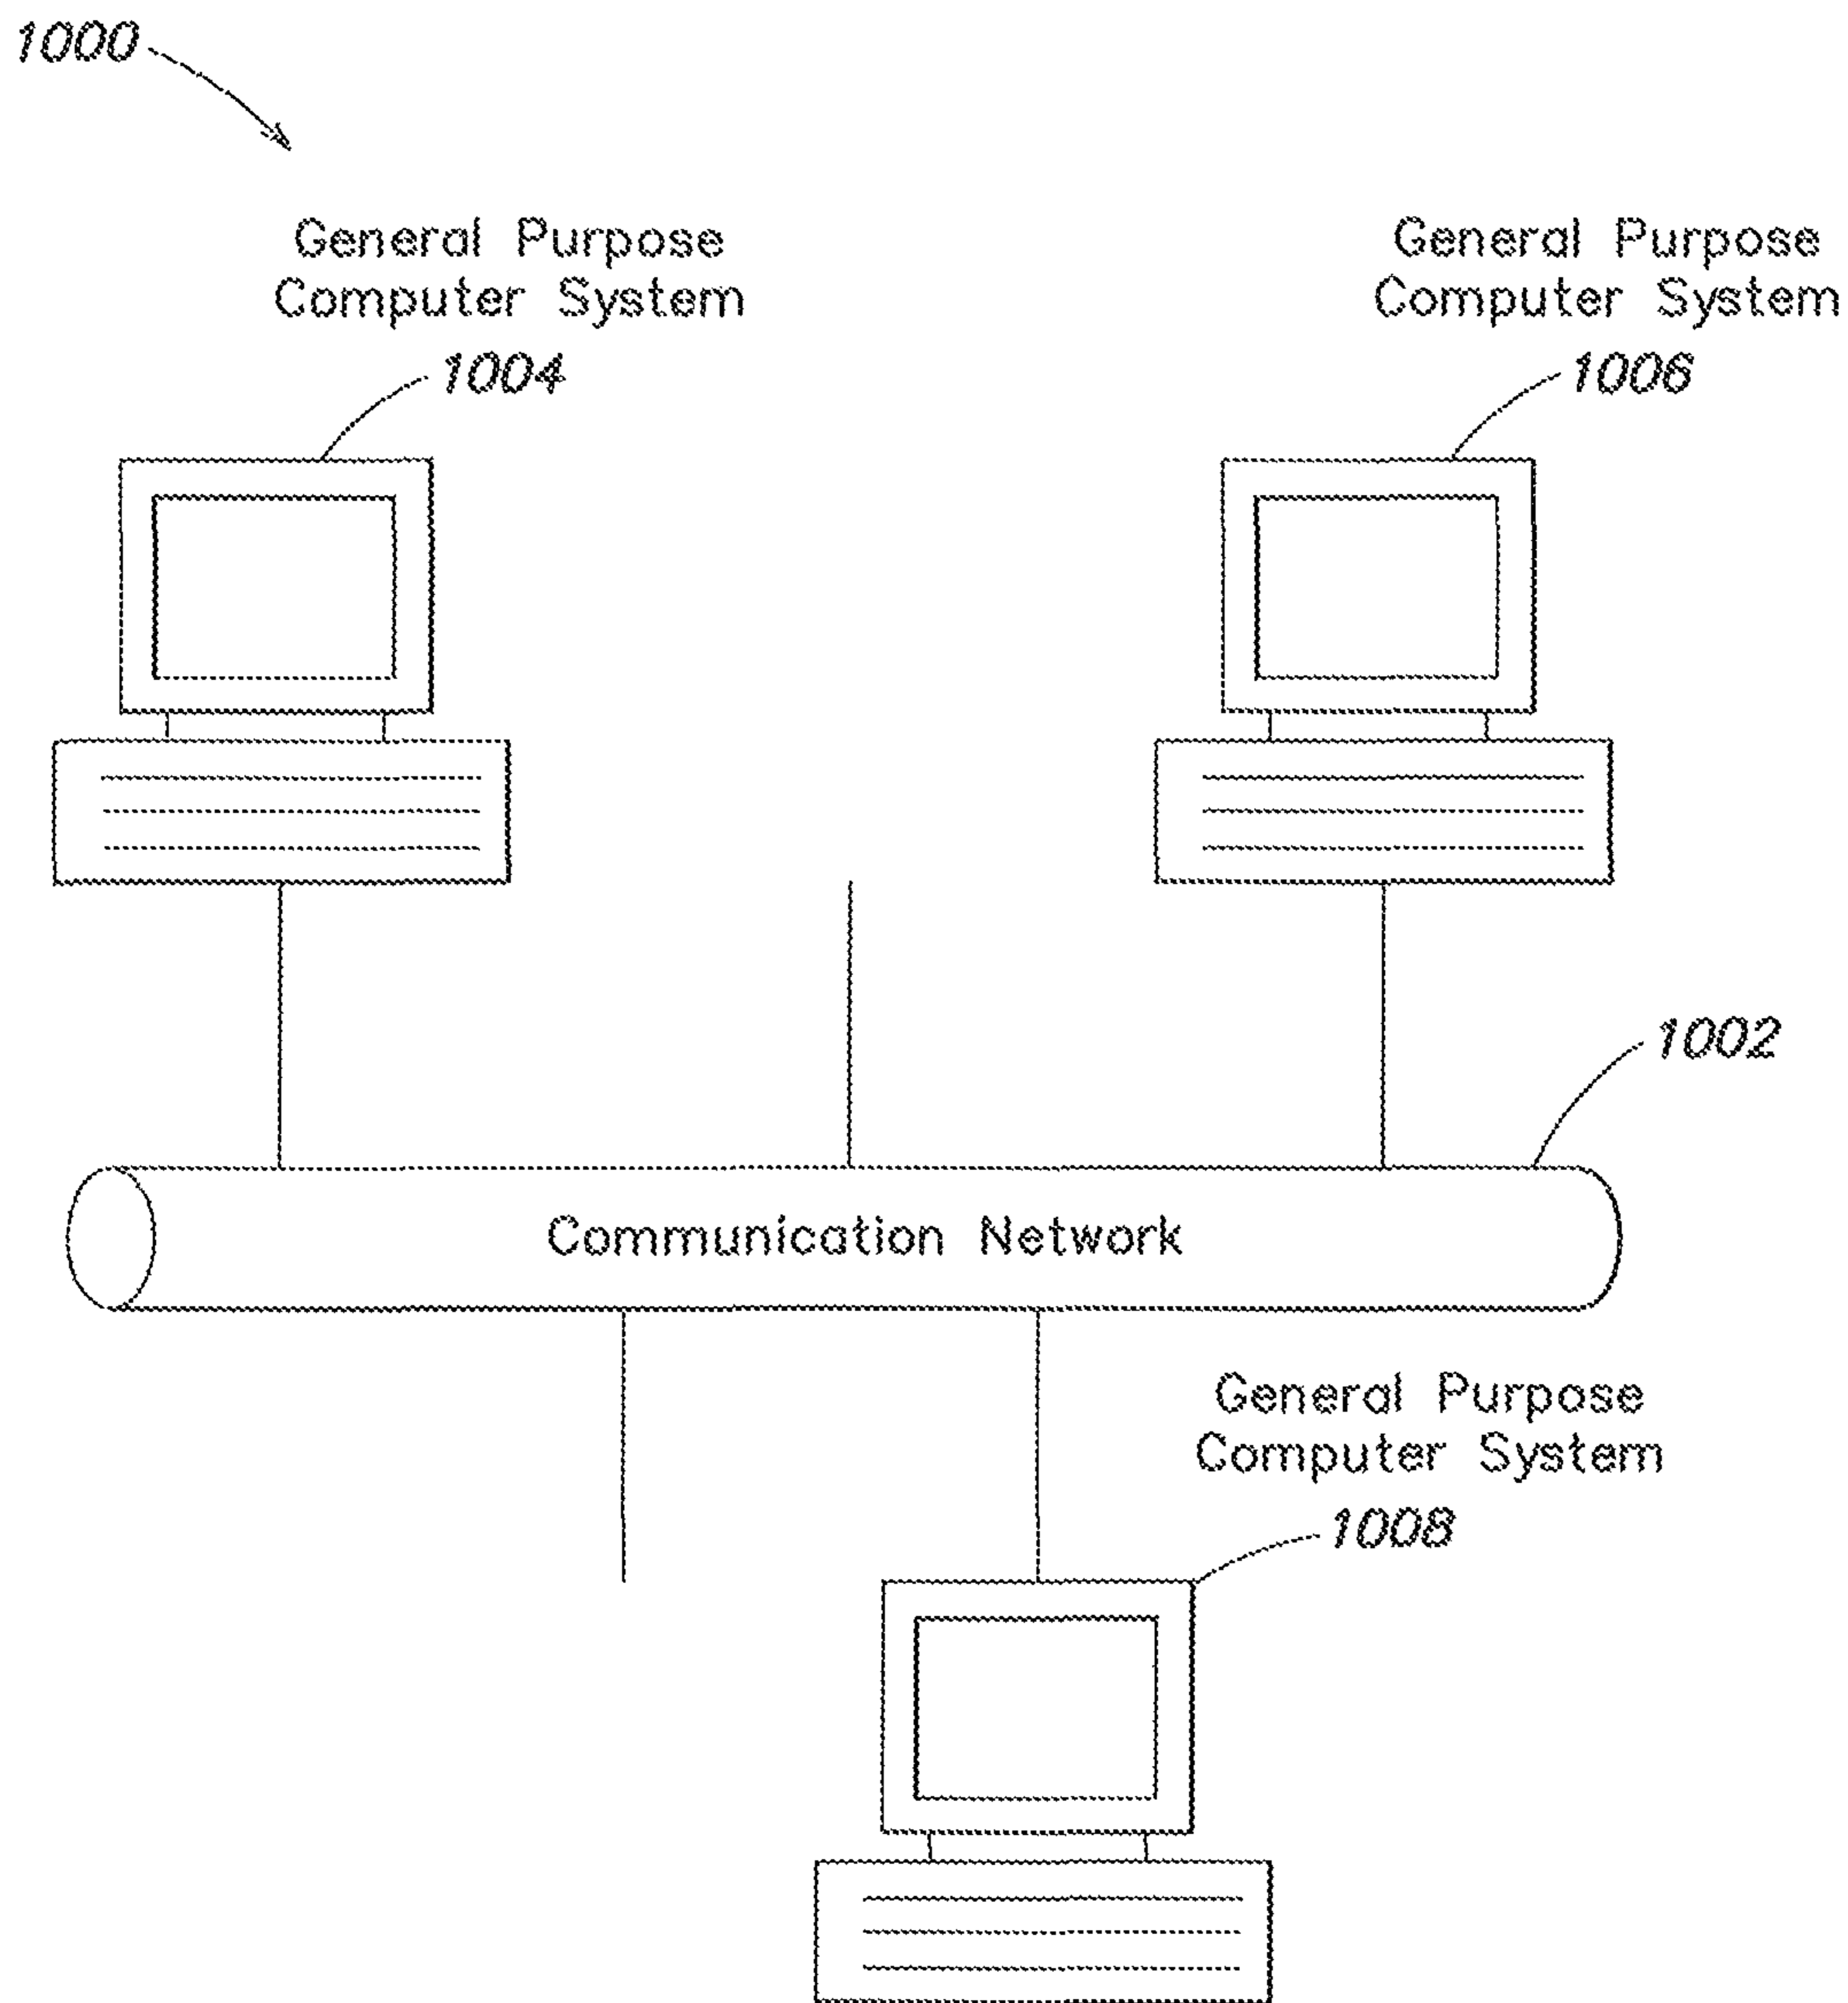 1000
General Purpose
Computer System
1004
General Purpose
Computer System
1006
1002
Communication Network
General Purpose
Computer System
1008